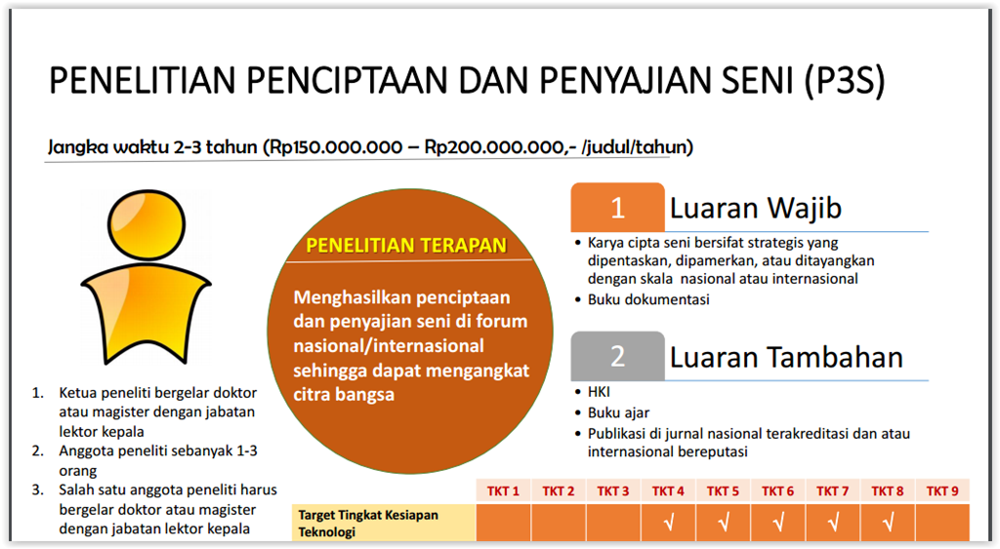 PENELITIAN PENCIPTAAN DAN PENYAJIAN SENI (P3S)
Jangka waktu 2-3 tahun (Rp150.000.000 – Rp200.000.000,- /judul/tahun)
1. Ketua peneliti bergelar doktor
atau magister dengan jabatan
lektor kepala
2. Anggota peneliti sebanyak 1-3
orang
3. Salah satu anggota peneliti harus
bergelar doktor atau magister
dengan jabatan lektor kepala
PENELITIAN TERAPAN
Menghasilkan penciptaan
dan penyajian seni di forum
nasional/internasional
sehingga dapat mengangkat
citra bangsa
1 Luaran Wajib
• Karya cipta seni bersifat strategis yang
dipentaskan, dipamerkan, atau ditayangkan
dengan skala nasional atau internasional
• Buku dokumentasi
2 Luaran Tambahan
• HKI
• Buku ajar
• Publikasi di jurnal nasional terakreditasi dan atau
internasional bereputasi
TKT 1 TKT 2 TKT 3 TKT 4 TKT 5 TKT 6 TKT 7 TKT 8 TKT 9
Target Tingkat Kesiapan
Teknologi
√ √ √ √ √